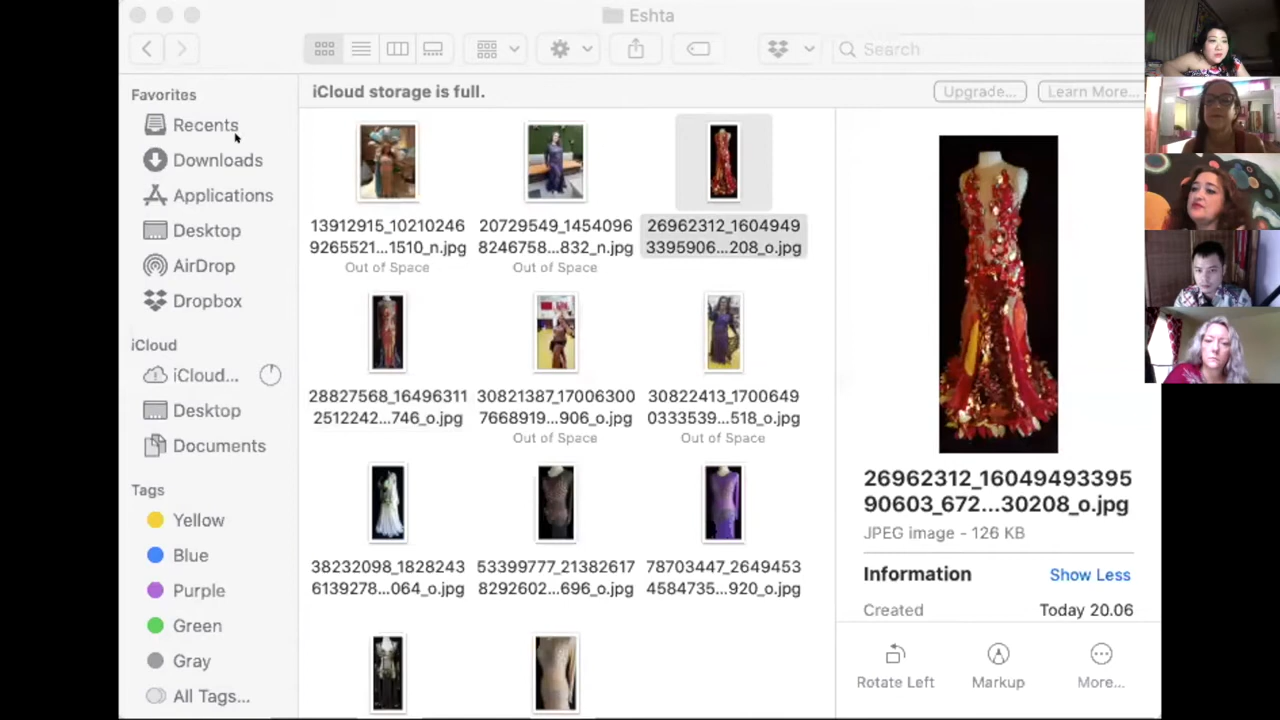 Eshta
Search
Favorites
Recents
Downloads
Applications
Desktop
AirDrop
Dropbox
iCloud
iCloud...
Desktop
Documents
Tags
Yellow
Blue
Purple
Green
Gray
All Tags...
iCloud storage is full.
Upgrade...
Learn More...
13912915_10210246
9265521...1510_n.jpg
Out of Space
20729549_1454096
8246758...832_n.jpg
Out of Space
26962312_1604949
3395906...208_o.jpg
28827568_16496311
2512242...746_o.jpg
30821387_17006300
7668919...906_o.jpg
Out of Space
30822413_1700649
0333539...518_o.jpg
Out of Space
38232098_1828243
6139278...064_o.jpg
53399777_21382617
8292602...696_o.jpg
78703447_2649453
4584735...920_o.jpg
26962312_16049493395
90603_672...30208_o.jpg
JPEG image - 126 KB
Information
Show Less
Created
Today 20.06
Rotate Left
Markup
More...